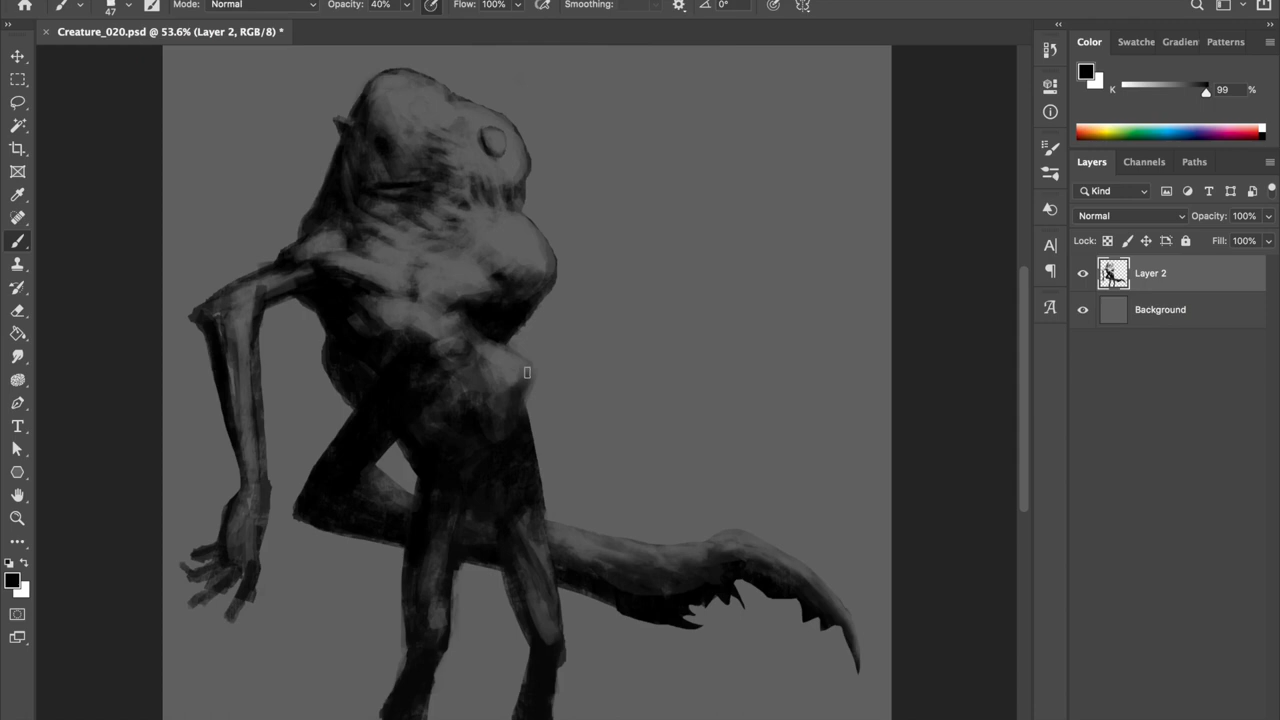 47 Mode: Normal Opacity: 40% Flow: 100% Smoothing: 0°
Creature_020.psd @ 53.6% (Layer 2, RGB/8) *
Color Swatche Gradien Patterns
K 99 %
Layers Channels Paths
Kind
Normal Opacity: 100%
Lock: Fill: 100%
Layer 2
Background